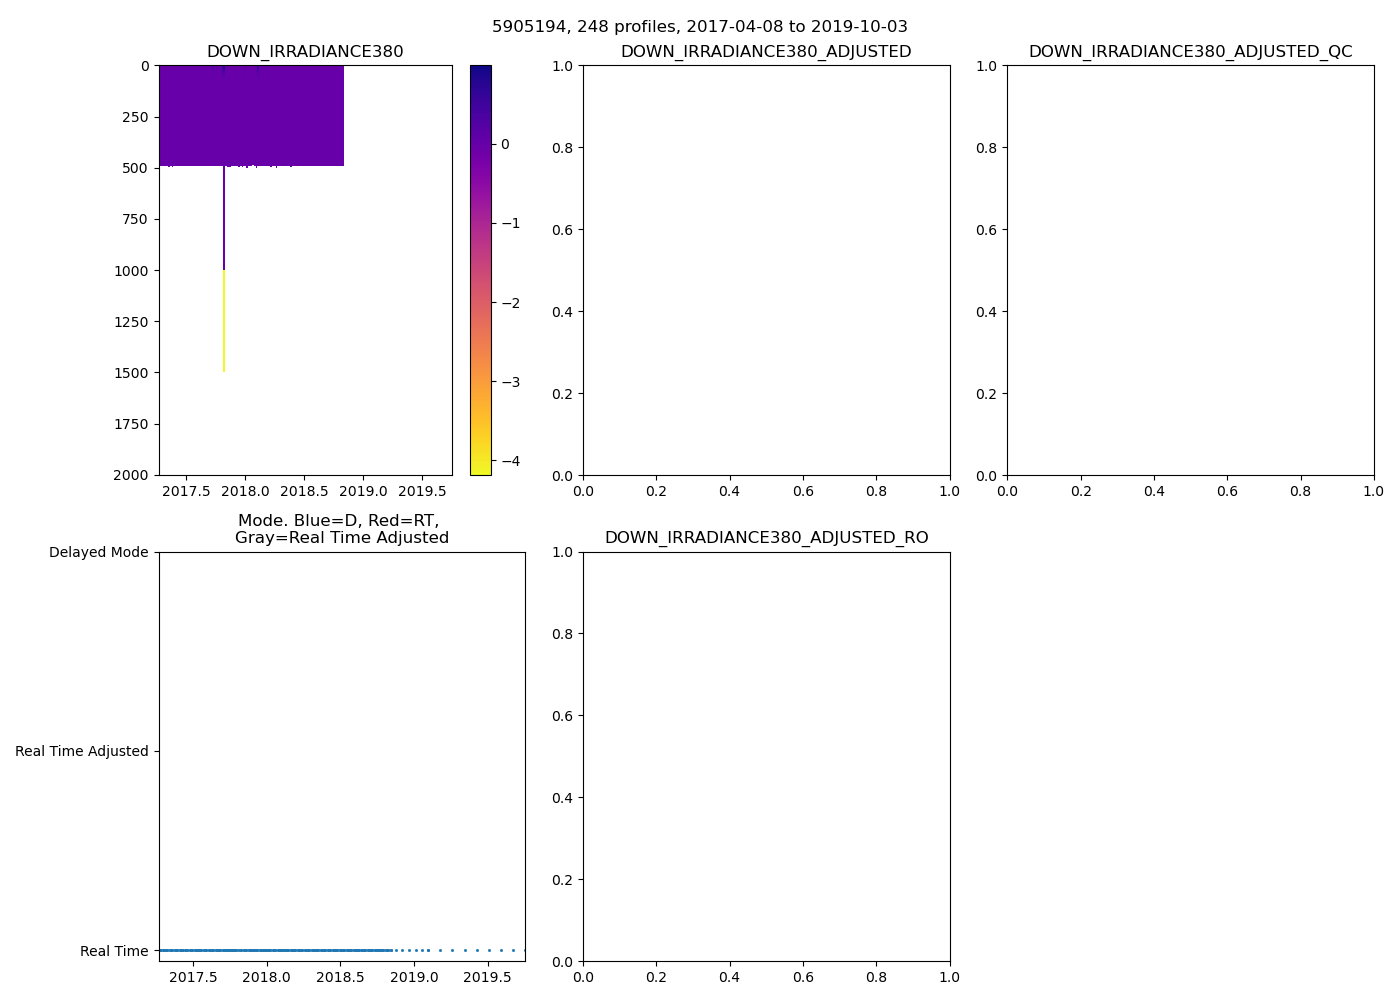 5905194, 248 profiles, 2017-04-08 to 2019-10-03
DOWN_IRRADIANCE380
0
250
500
750
1000
1250
1500
1750
2000
2017.5 2018.0 2018.5 2019.0 2019.5
0
−1
−2
−3
−4
DOWN_IRRADIANCE380_ADJUSTED
1.0
0.8
0.6
0.4
0.2
0.0
0.0 0.2 0.4 0.6 0.8 1.0
DOWN_IRRADIANCE380_ADJUSTED_QC
1.0
0.8
0.6
0.4
0.2
0.0
0.0 0.2 0.4 0.6 0.8 1.0
Mode. Blue=D, Red=RT,
Gray=Real Time Adjusted
Delayed Mode
Real Time Adjusted
Real Time
2017.5 2018.0 2018.5 2019.0 2019.5
DOWN_IRRADIANCE380_ADJUSTED_RO
1.0
0.8
0.6
0.4
0.2
0.0
0.0 0.2 0.4 0.6 0.8 1.0